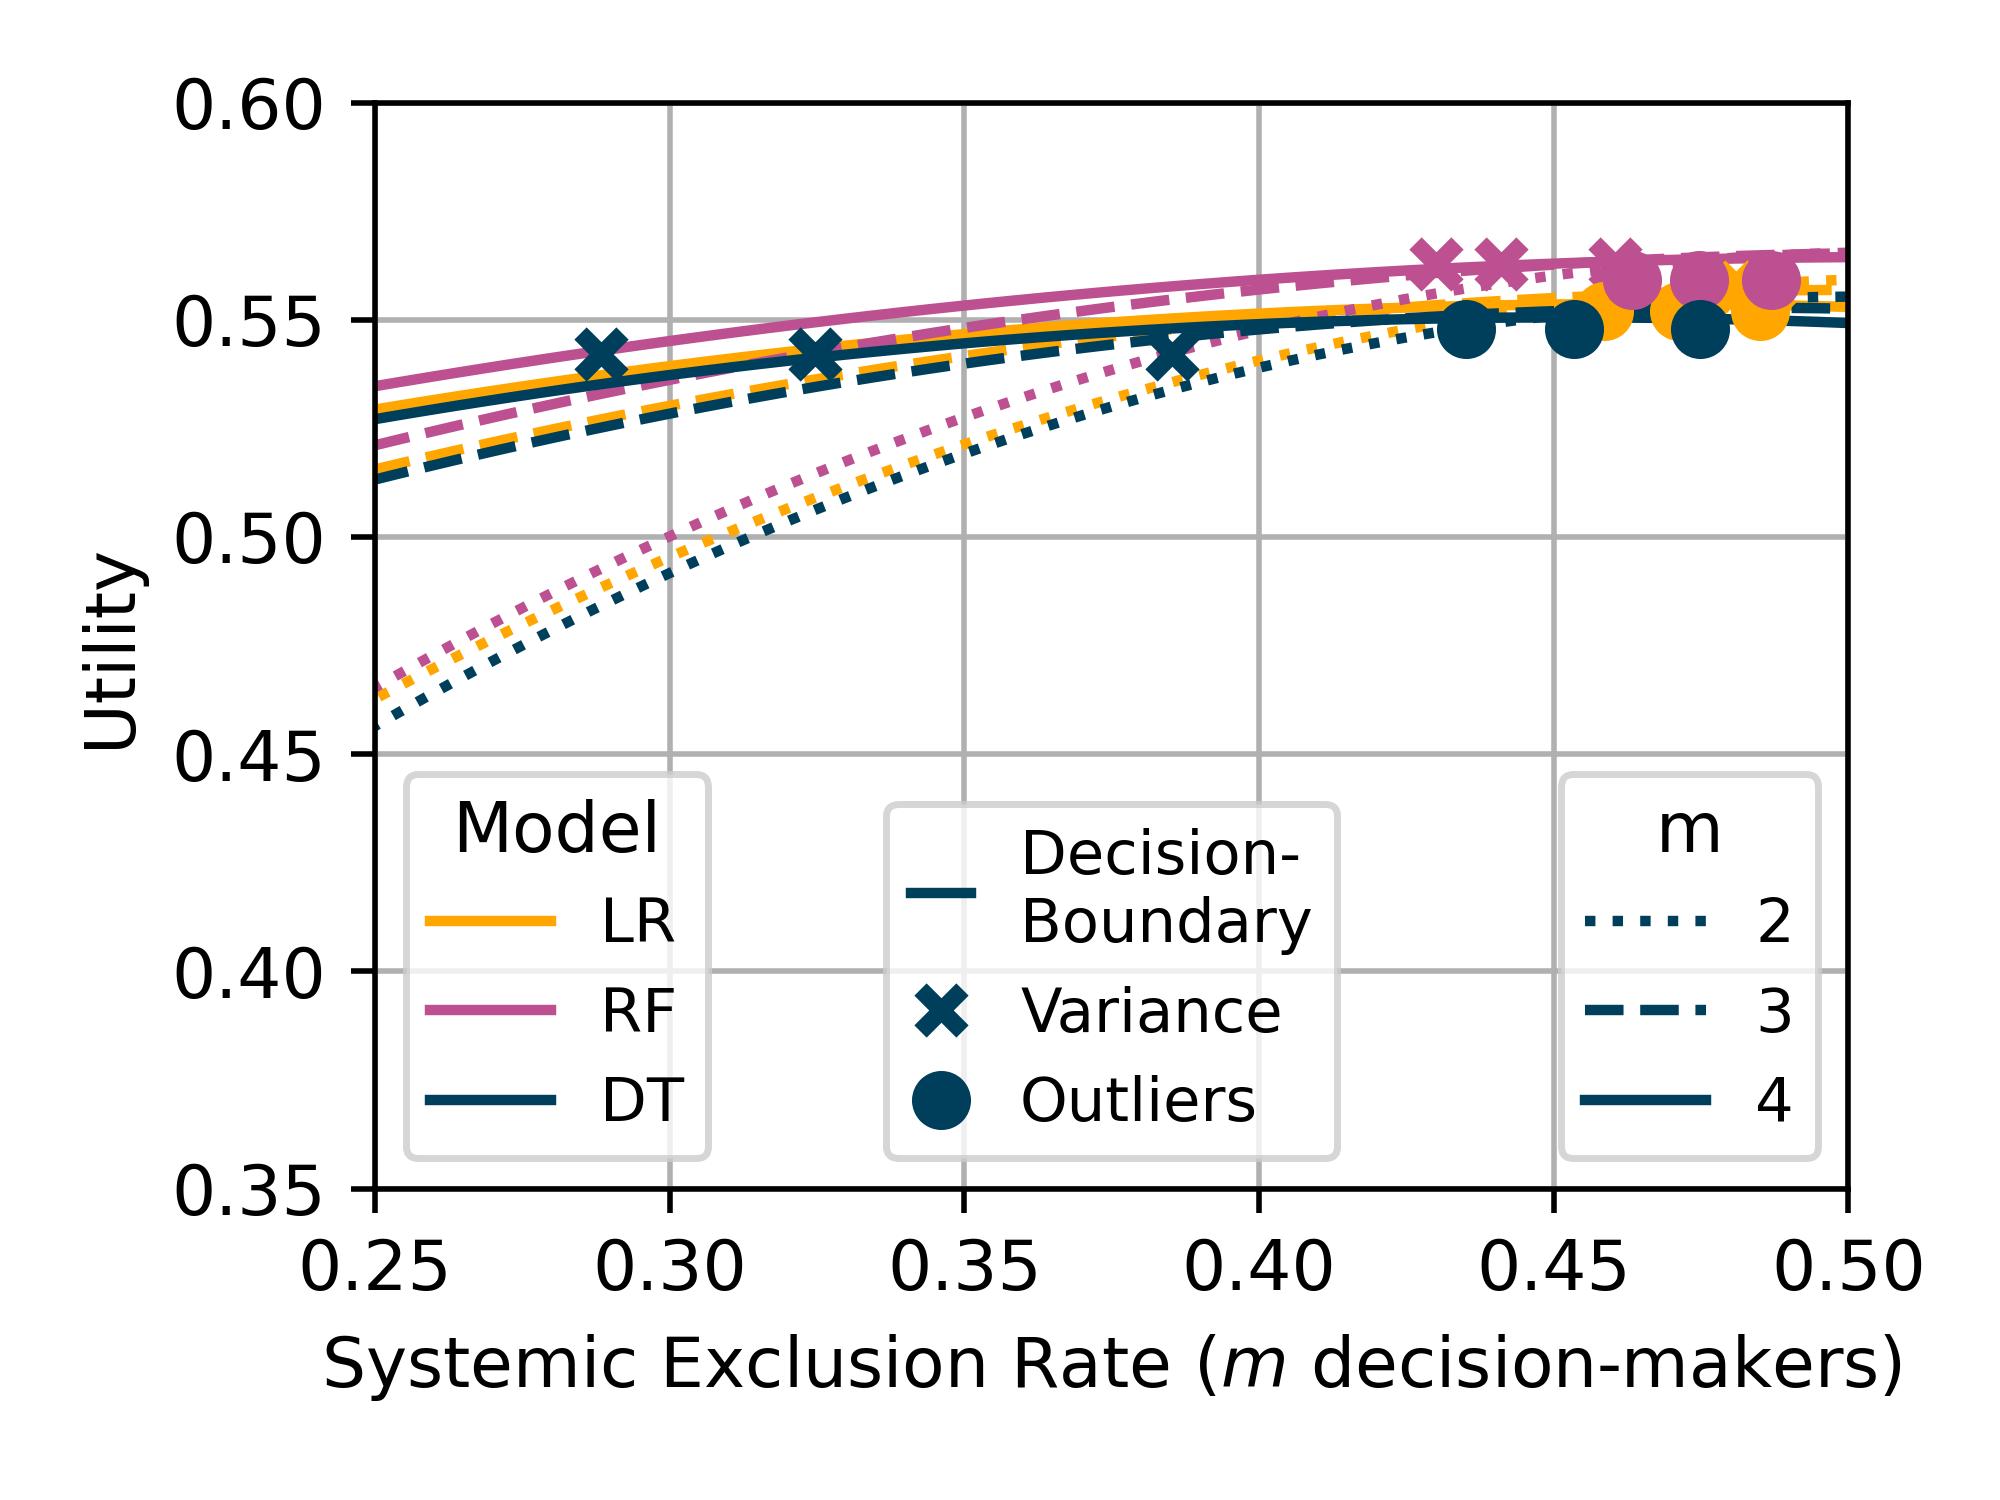 0.60
0.55
0.50
0.45
0.40
0.35
Utility
Model
LR
RF
DT
Decision-
Boundary
Variance
Outliers
m
2
3
4
0.25 0.30 0.35 0.40 0.45 0.50
Systemic Exclusion Rate (m decision-makers)